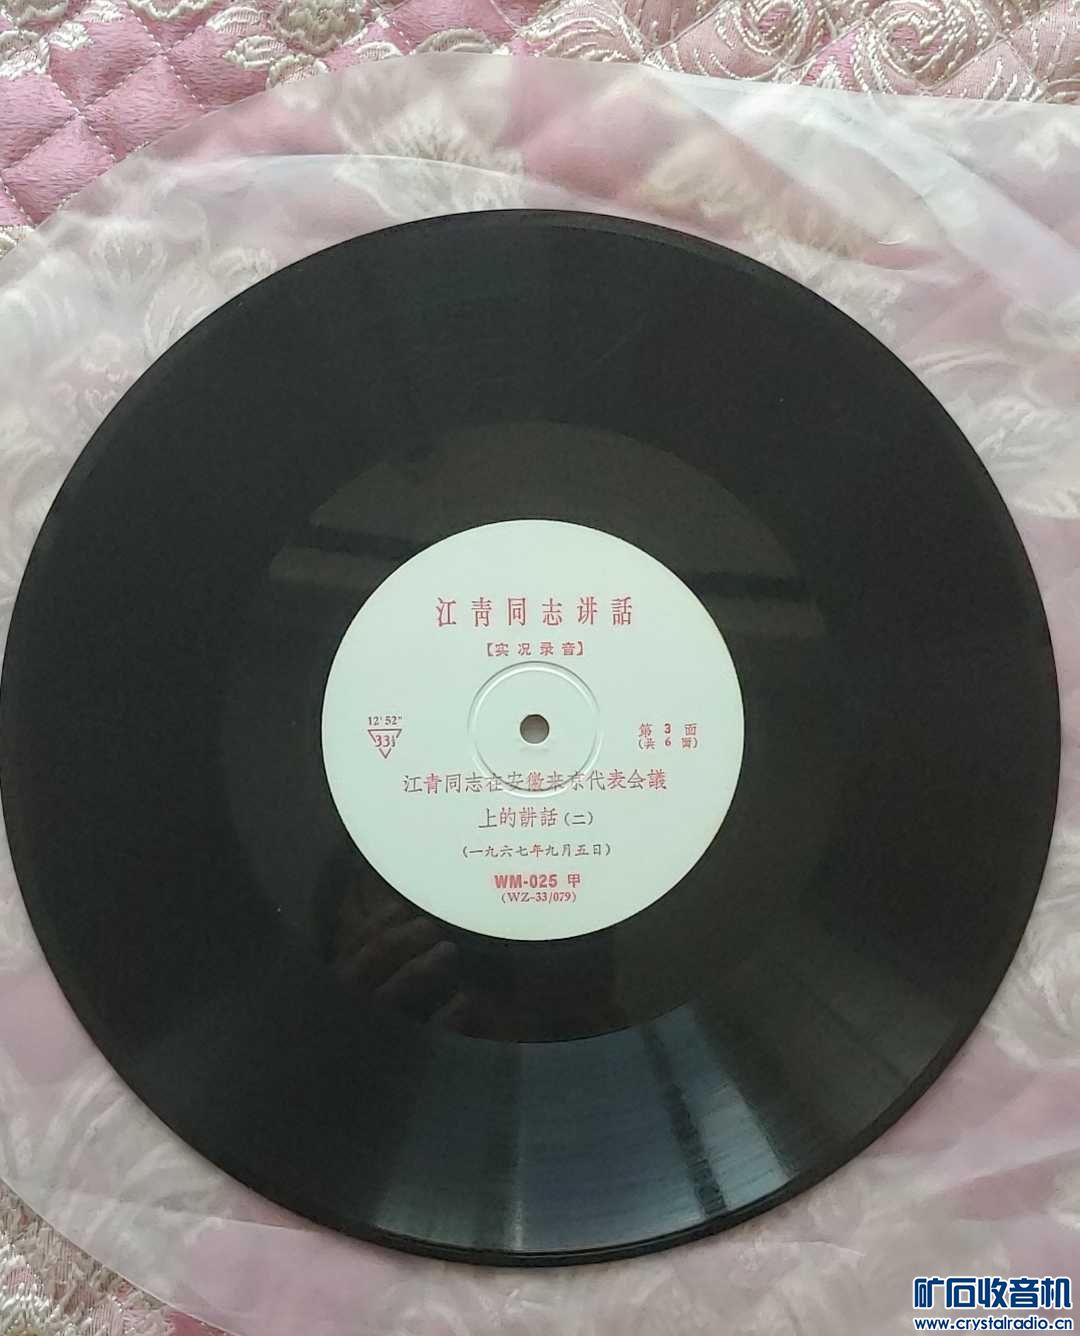 江青同志讲話
【实况录音】
12'52"
33⅓
第3面
(共6面)
江青同志在安徽来京代表会議
上的講話(二)
(一九六七年九月五日)
WM-025 甲
(WZ-33/079)
矿石收音机
www.crystalradio.cn